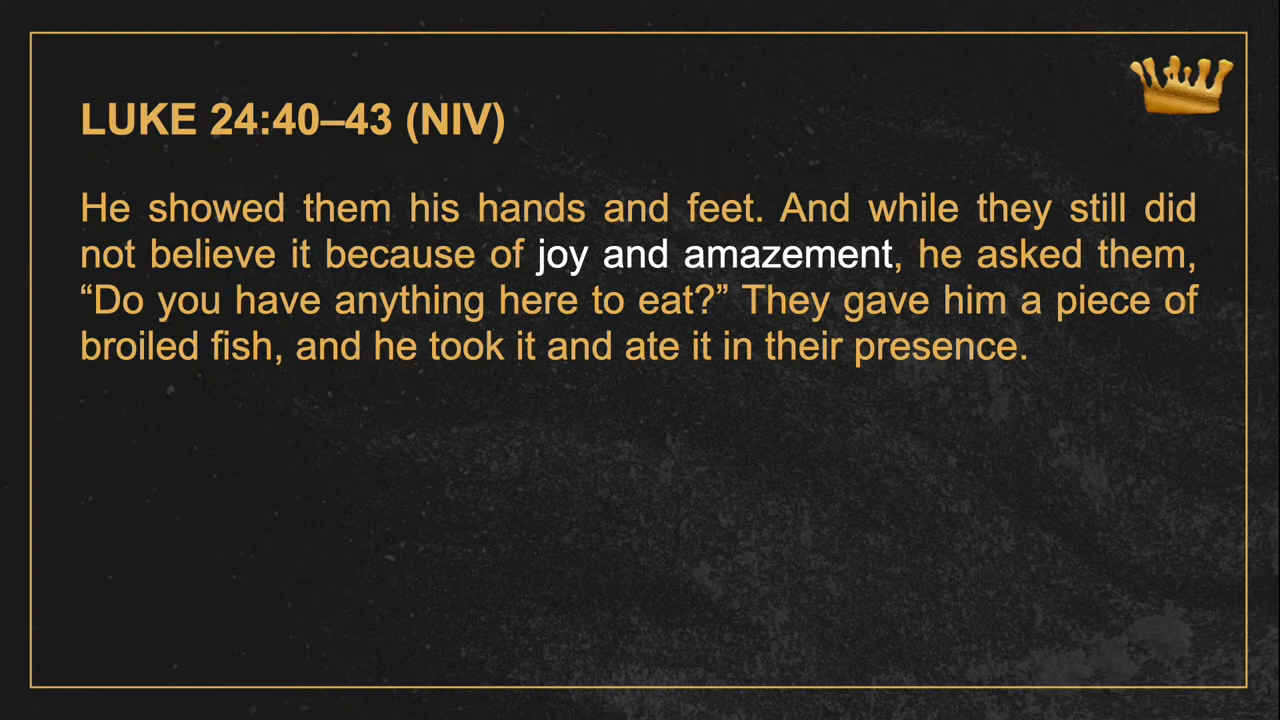 LUKE 24:40–43 (NIV)
He showed them his hands and feet. And while they still did
not believe it because of joy and amazement, he asked them,
“Do you have anything here to eat?” They gave him a piece of
broiled fish, and he took it and ate it in their presence.